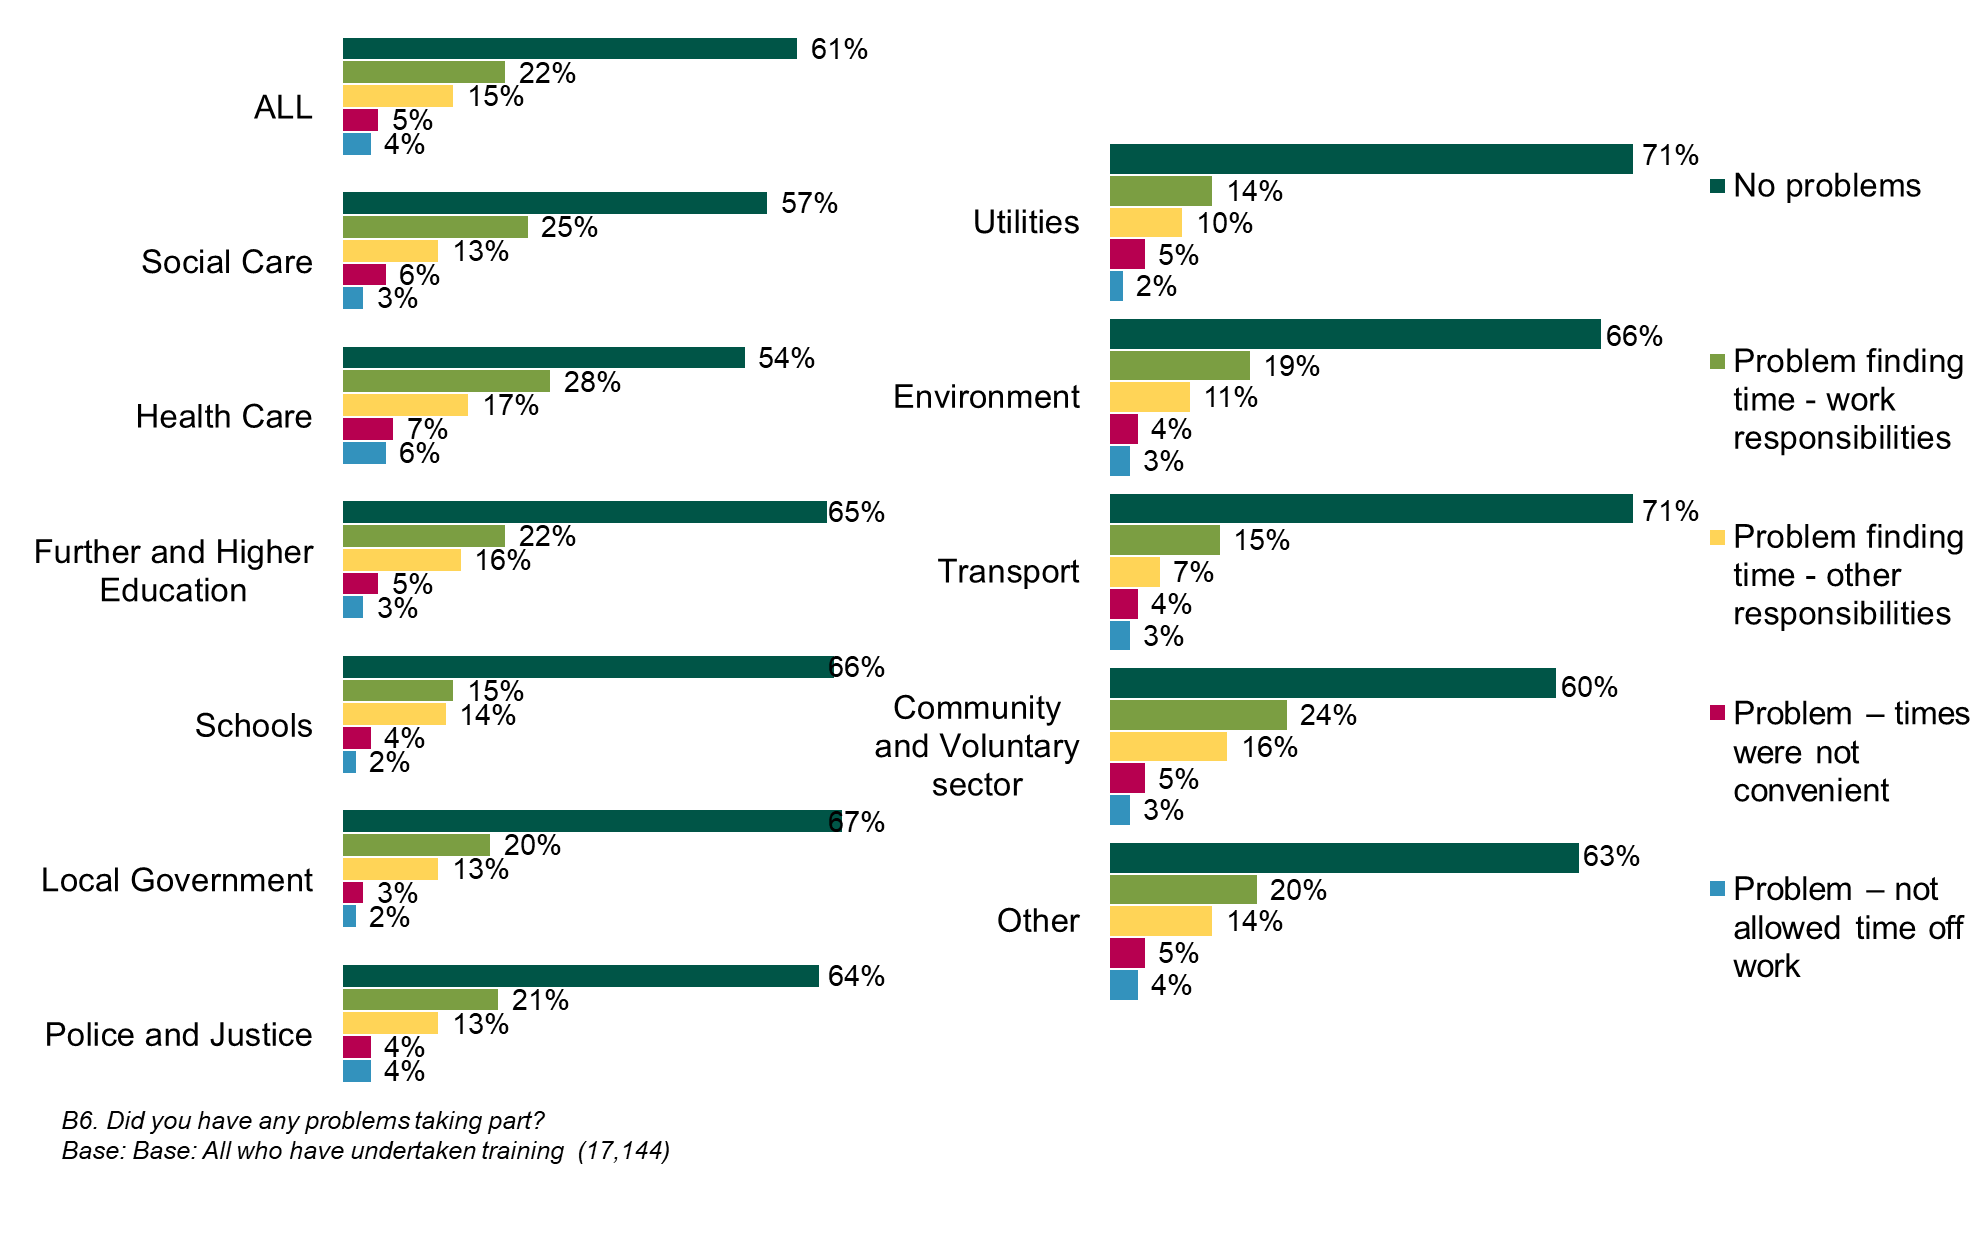 ALL
61%
22%
15%
5%
4%
Social Care
57%
25%
13%
6%
3%
Health Care
54%
28%
17%
7%
6%
Further and Higher
Education
65%
22%
16%
5%
3%
Schools
66%
15%
14%
4%
2%
Local Government
67%
20%
13%
3%
2%
Police and Justice
64%
21%
13%
4%
4%
Utilities
71%
14%
10%
5%
2%
Environment
66%
19%
11%
4%
3%
Transport
71%
15%
7%
4%
3%
Community
and Voluntary
sector
60%
24%
16%
5%
3%
Other
63%
20%
14%
5%
4%
No problems
Problem finding
time - work
responsibilities
Problem finding
time - other
responsibilities
Problem – times
were not
convenient
Problem – not
allowed time off
work
B6. Did you have any problems taking part?
Base: Base: All who have undertaken training (17,144)